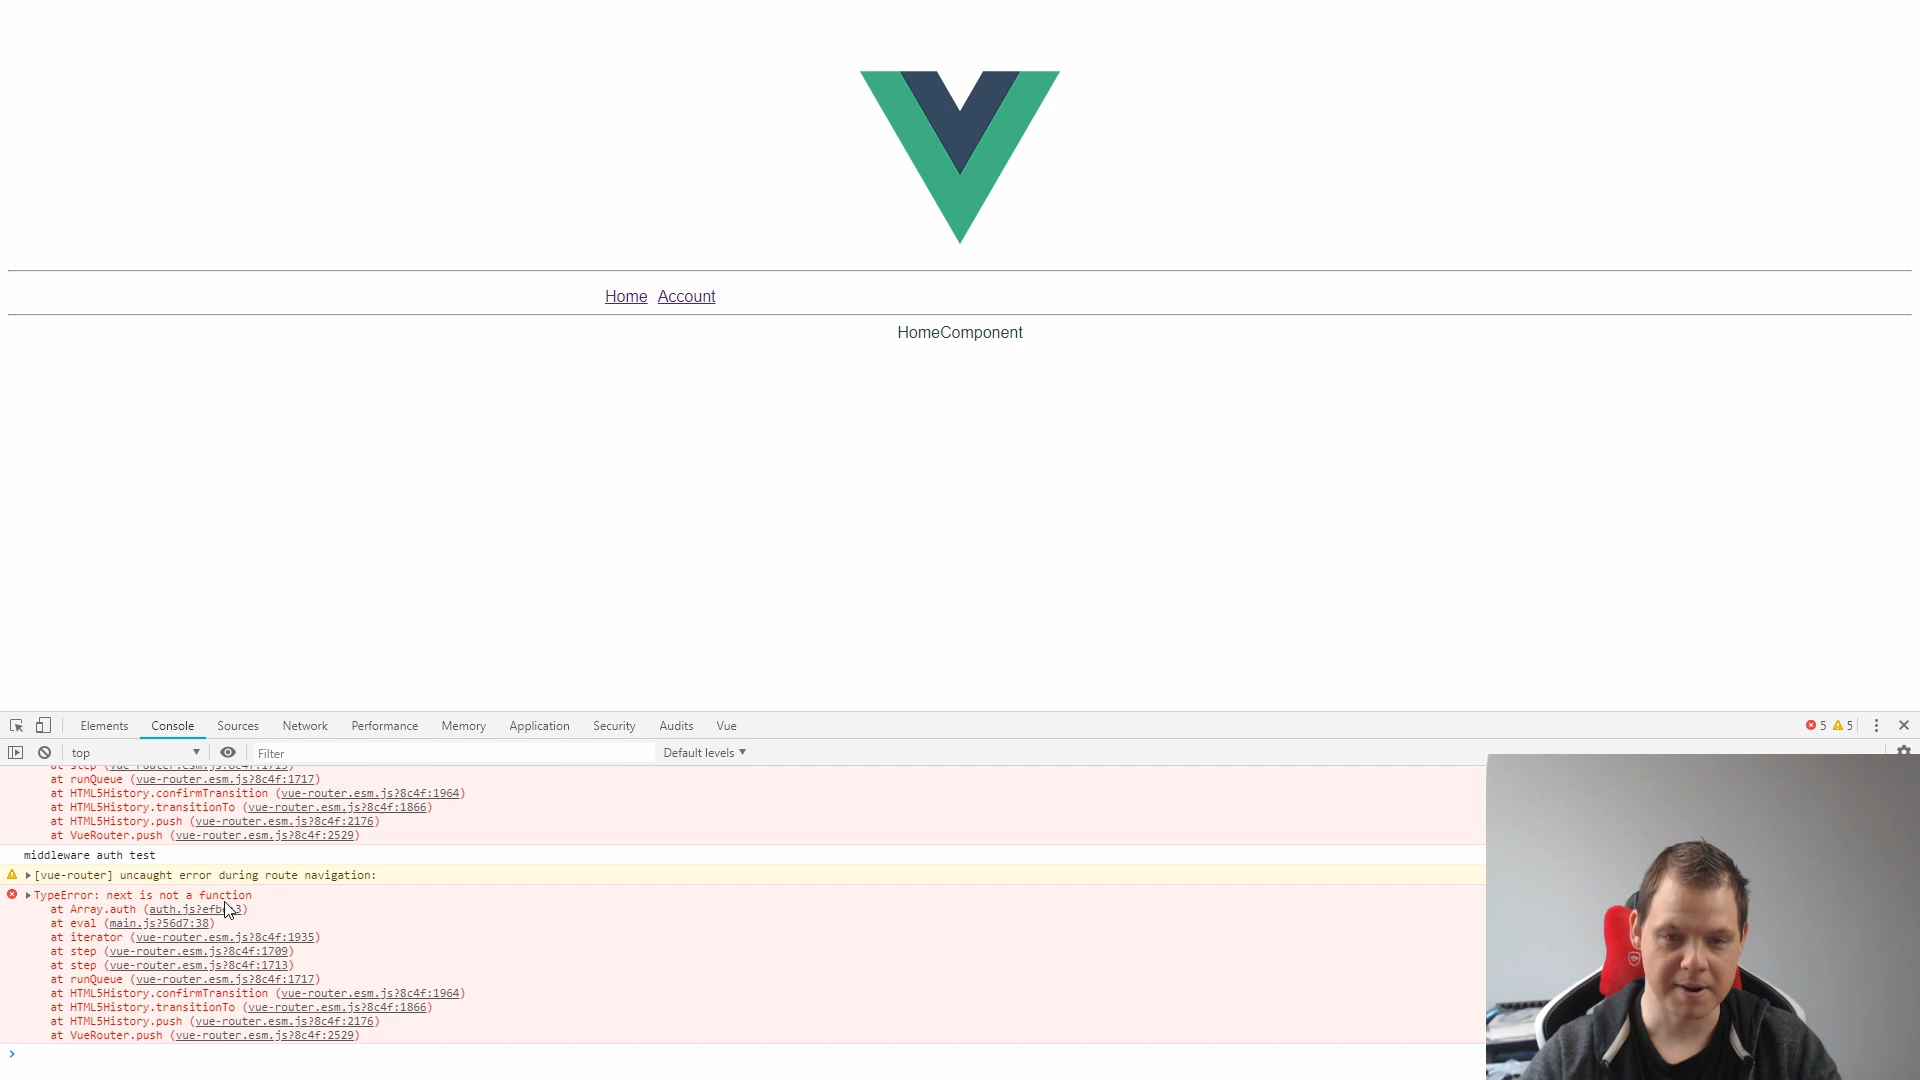 Home Account
HomeComponent
Elements Console Sources Network Performance Memory Application Security Audits Vue 5 5
top Filter Default levels
at runQueue (vue-router.esm.js?8c4f:1717)
at HTML5History.confirmTransition (vue-router.esm.js?8c4f:1964)
at HTML5History.transitionTo (vue-router.esm.js?8c4f:1866)
at HTML5History.push (vue-router.esm.js?8c4f:2176)
at VueRouter.push (vue-router.esm.js?8c4f:2529)
middleware auth test
[vue-router] uncaught error during route navigation:
TypeError: next is not a function
at Array.auth
at eval (main.js?56d7:38)
at iterator (vue-router.esm.js?8c4f:1935)
at step (vue-router.esm.js?8c4f:1709)
at step (vue-router.esm.js?8c4f:1713)
at runQueue (vue-router.esm.js?8c4f:1717)
at HTML5History.confirmTransition (vue-router.esm.js?8c4f:1964)
at HTML5History.transitionTo (vue-router.esm.js?8c4f:1866)
at HTML5History.push (vue-router.esm.js?8c4f:2176)
at VueRouter.push (vue-router.esm.js?8c4f:2529)